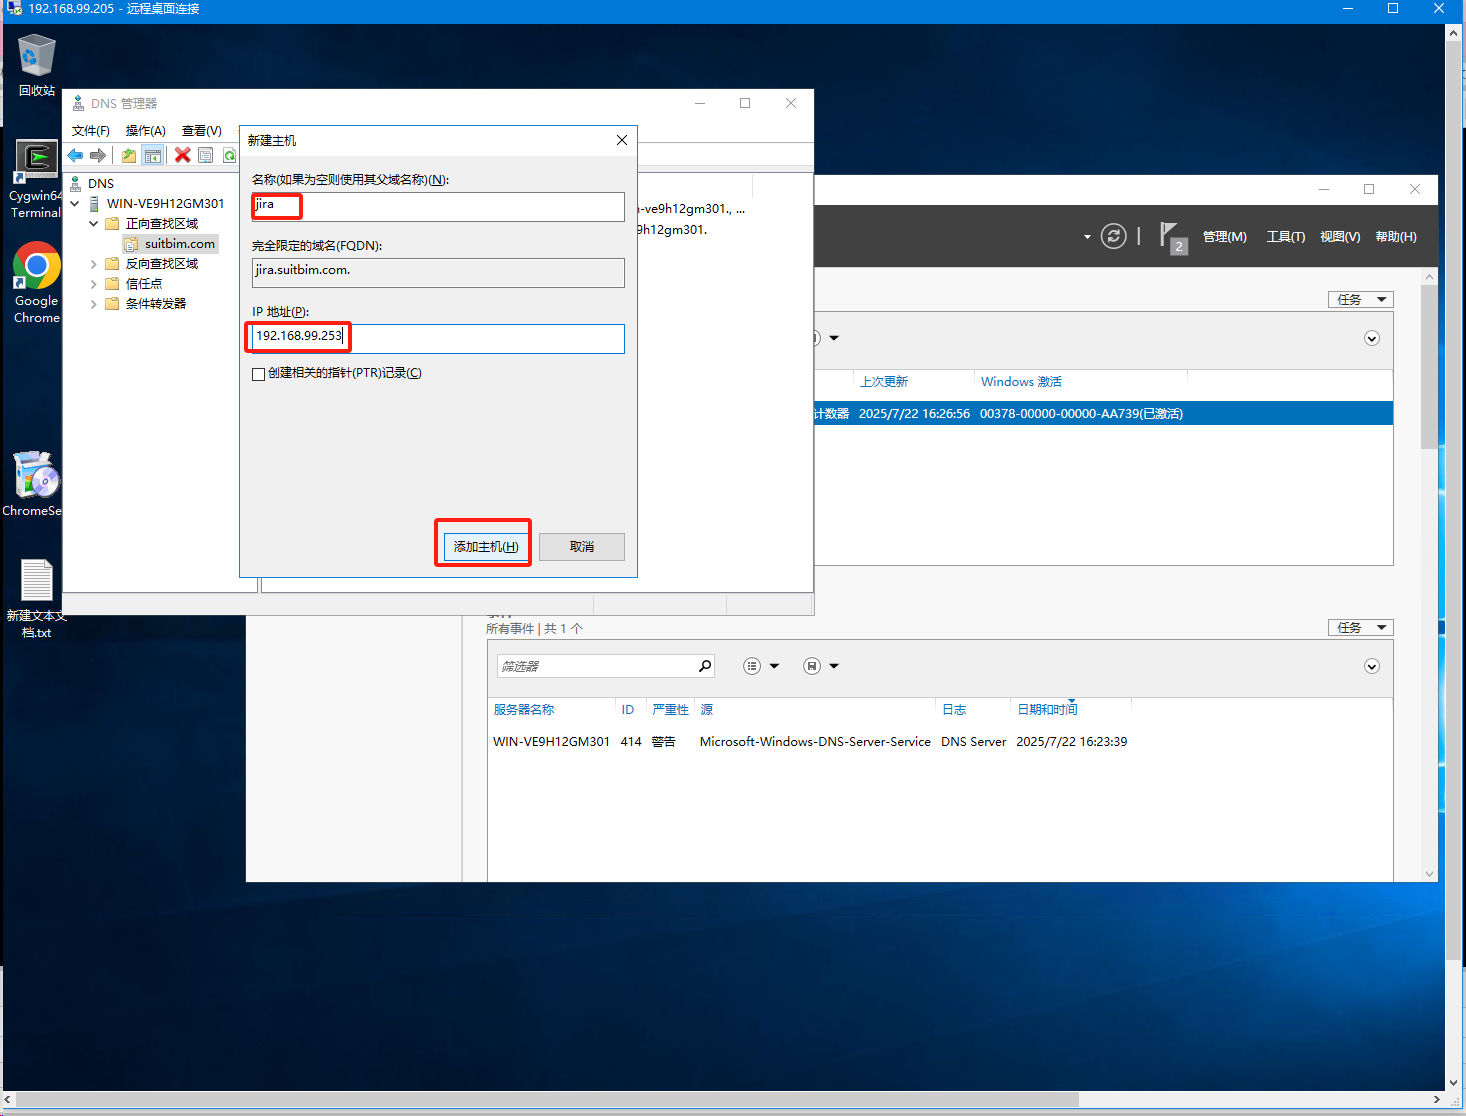 192.168.99.205 - 远程桌面连接
回收站
Cygwin64
Terminal
Google
Chrome
ChromeSe
新建文本文
档.txt
DNS 管理器
文件(F) 操作(A) 查看(V)
DNS
WIN-VE9H12GM301
正向查找区域
suitbim.com
反向查找区域
信任点
条件转发器
新建主机
名称(如果为空则使用其父域名称)(N):
jira
完全限定的域名(FQDN):
jira.suitbim.com.
IP 地址(P):
192.168.99.253
创建相关的指针(PTR)记录(C)
添加主机(H) 取消
-ve9h12gm301., ...
9h12gm301.
2
管理(M) 工具(T) 视图(V) 帮助(H)
任务
上次更新 Windows 激活
计数器 2025/7/22 16:26:56 00378-00000-00000-AA739(已激活)
所有事件 | 共 1 个
任务
筛选器
服务器名称 ID 严重性 源 日志 日期和时间
WIN-VE9H12GM301 414 警告 Microsoft-Windows-DNS-Server-Service DNS Server 2025/7/22 16:23:39